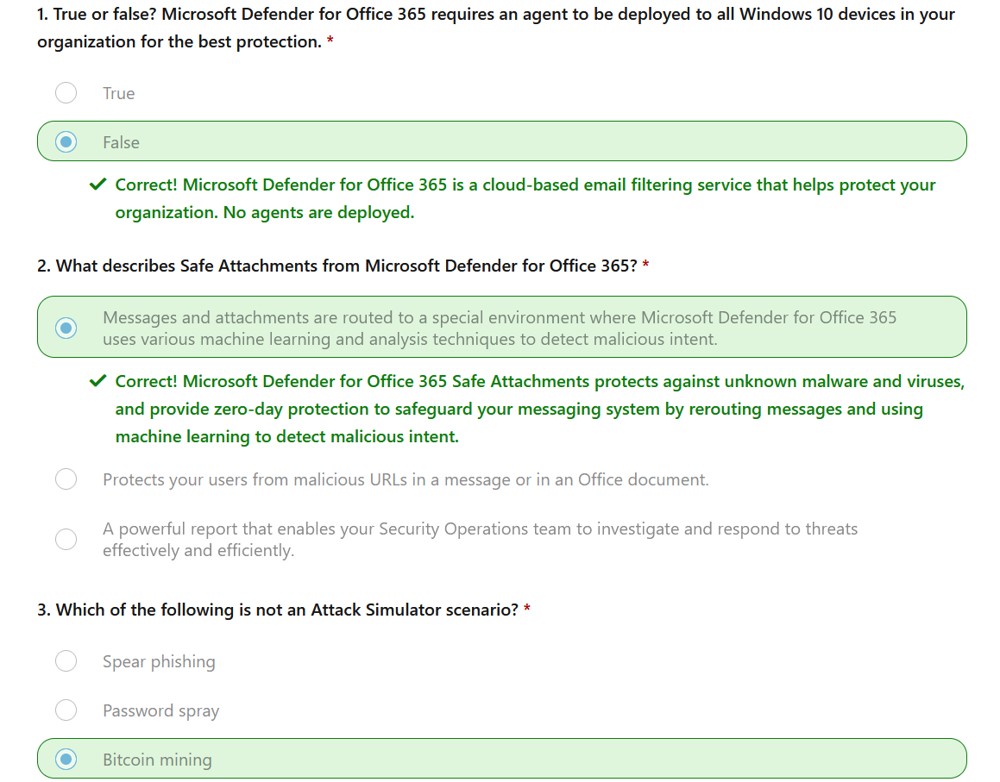 1. True or false? Microsoft Defender for Office 365 requires an agent to be deployed to all Windows 10 devices in your
organization for the best protection. *
True
False
Correct! Microsoft Defender for Office 365 is a cloud-based email filtering service that helps protect your
organization. No agents are deployed.
2. What describes Safe Attachments from Microsoft Defender for Office 365? *
Messages and attachments are routed to a special environment where Microsoft Defender for Office 365
uses various machine learning and analysis techniques to detect malicious intent.
Correct! Microsoft Defender for Office 365 Safe Attachments protects against unknown malware and viruses,
and provide zero-day protection to safeguard your messaging system by rerouting messages and using
machine learning to detect malicious intent.
Protects your users from malicious URLs in a message or in an Office document.
A powerful report that enables your Security Operations team to investigate and respond to threats
effectively and efficiently.
3. Which of the following is not an Attack Simulator scenario? *
Spear phishing
Password spray
Bitcoin mining